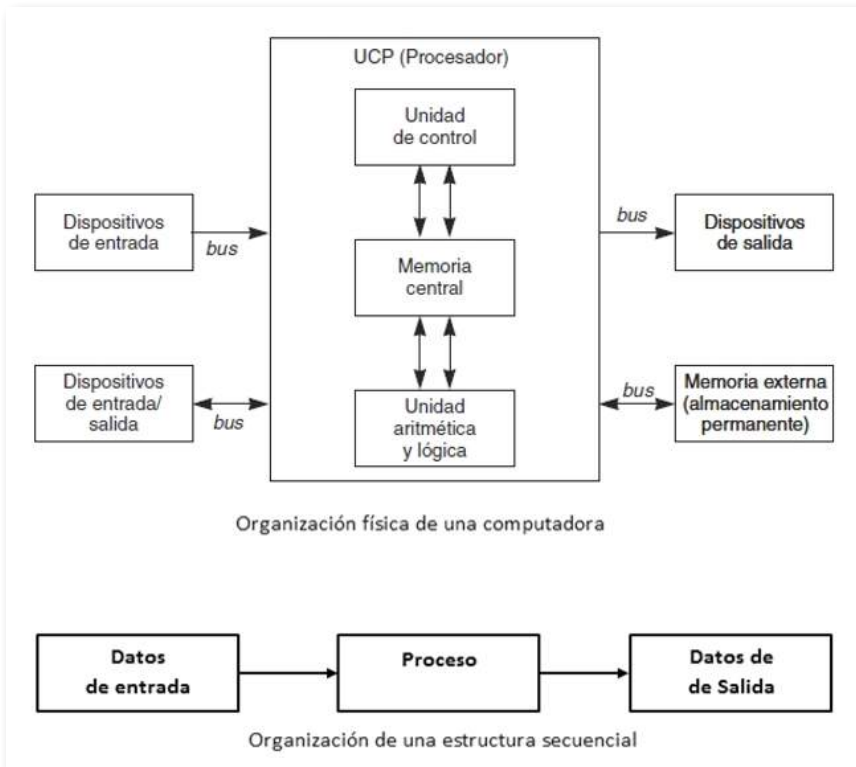 UCP (Procesador)
Unidad
de control
Dispositivos
de entrada
bus
Memoria
central
bus
Dispositivos
de salida
Dispositivos
de entrada/
salida
bus
Unidad
aritmética
y lógica
bus
Memoria externa
(almacenamiento
permanente)
Organización física de una computadora
Datos
de entrada
Proceso
Datos de
de Salida
Organización de una estructura secuencial